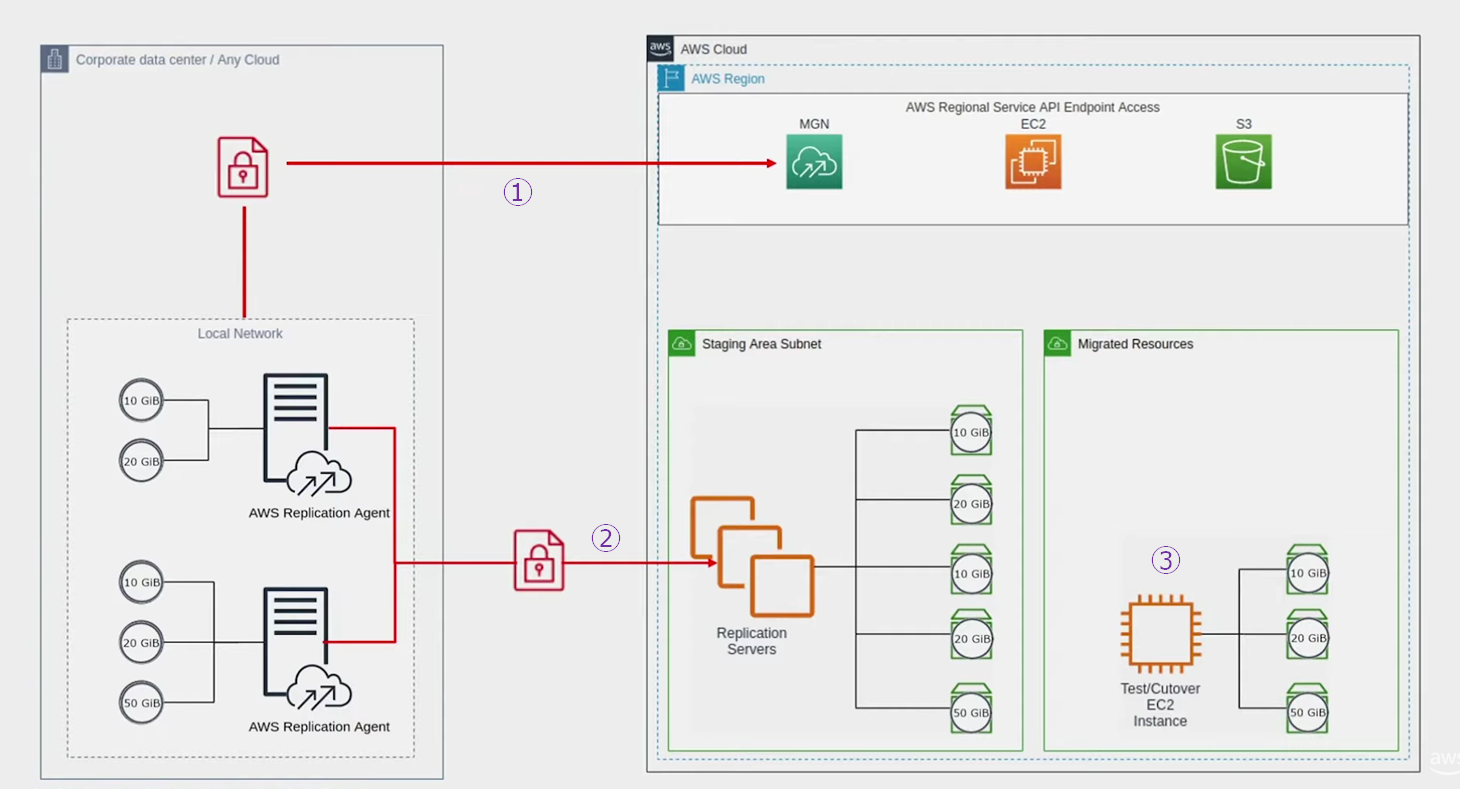 Corporate data center / Any Cloud
①
Local Network
10 GiB
20 GiB
AWS Replication Agent
10 GiB
20 GiB
50 GiB
AWS Replication Agent
②
aws
AWS Cloud
AWS Region
AWS Regional Service API Endpoint Access
MGN
EC2
S3
Staging Area Subnet
Replication
Servers
10 GiB
20 GiB
10 GiB
20 GiB
50 GiB
Migrated Resources
③
Test/Cutover
EC2
Instance
10 GiB
20 GiB
50 GiB
aws